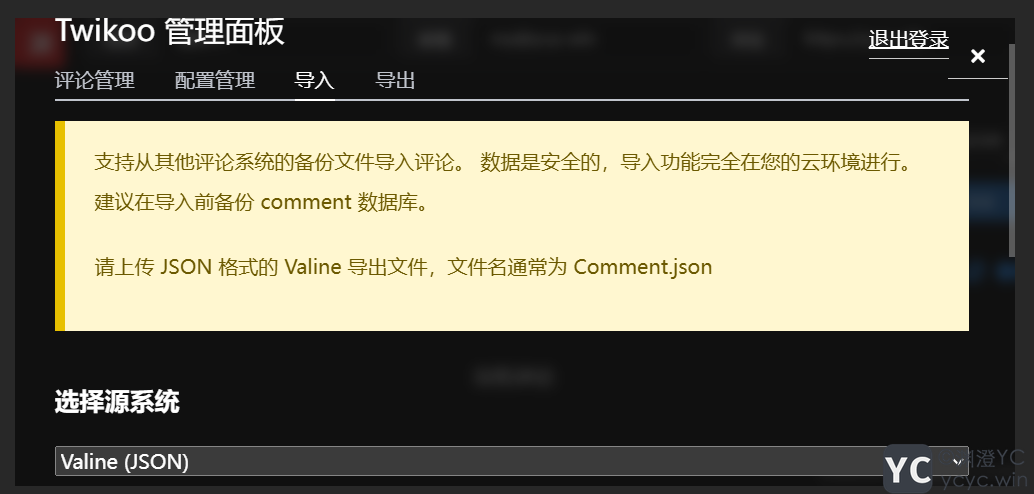 Twikoo 管理面板
退出登录
×
评论管理 配置管理 导入 导出
支持从其他评论系统的备份文件导入评论。 数据是安全的，导入功能完全在您的云环境进行。
建议在导入前备份 comment 数据库。
请上传 JSON 格式的 Valine 导出文件，文件名通常为 Comment.json
选择源系统
Valine (JSON)
YC
澄YC
ycyc.win